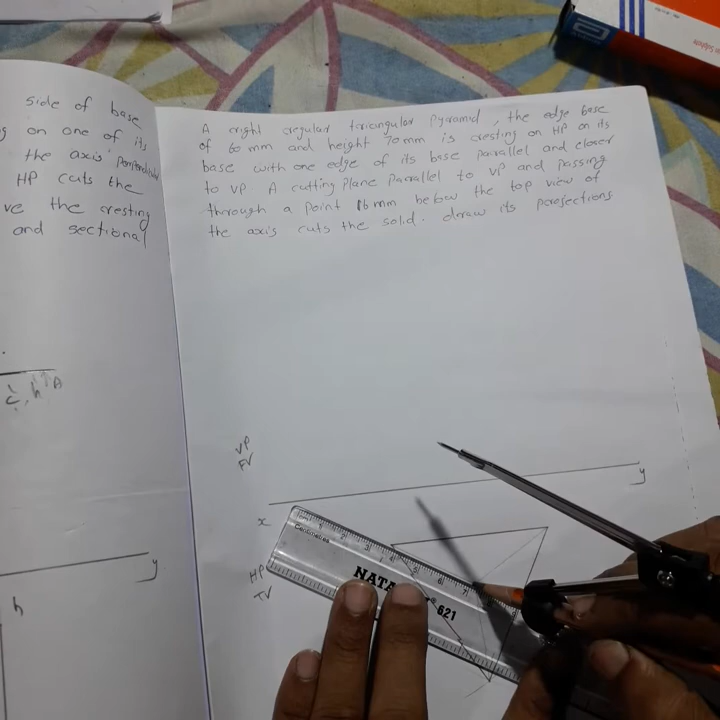 side of base
on one of its
the axis perpendicular
HP cuts the
ve the resting
and sectional
A right regular triangular Pyramid, the edge base
of 60 mm and height 70 mm is resting on HP on its
base with one edge of its base parallel and closer
to VP. A cutting Plane Parallel to VP and passing
through a point 16 mm below the top view of
the axis cuts the solid. draw its projections
VP
FV
x
y
HP
TV
y
h
Centimetres
NATA
621